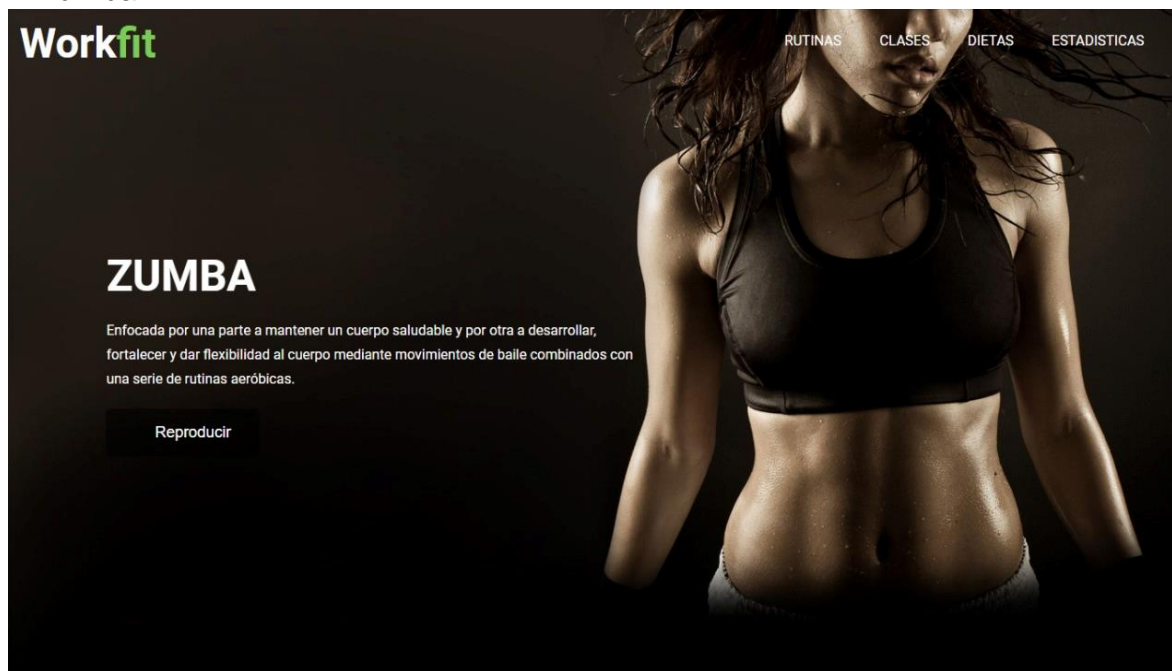 Workfit
RUTINAS CLASES DIETAS ESTADISTICAS
ZUMBA
Enfocada por una parte a mantener un cuerpo saludable y por otra a desarrollar,
fortalecer y dar flexibilidad al cuerpo mediante movimientos de baile combinados con
una serie de rutinas aeróbicas.
Reproducir